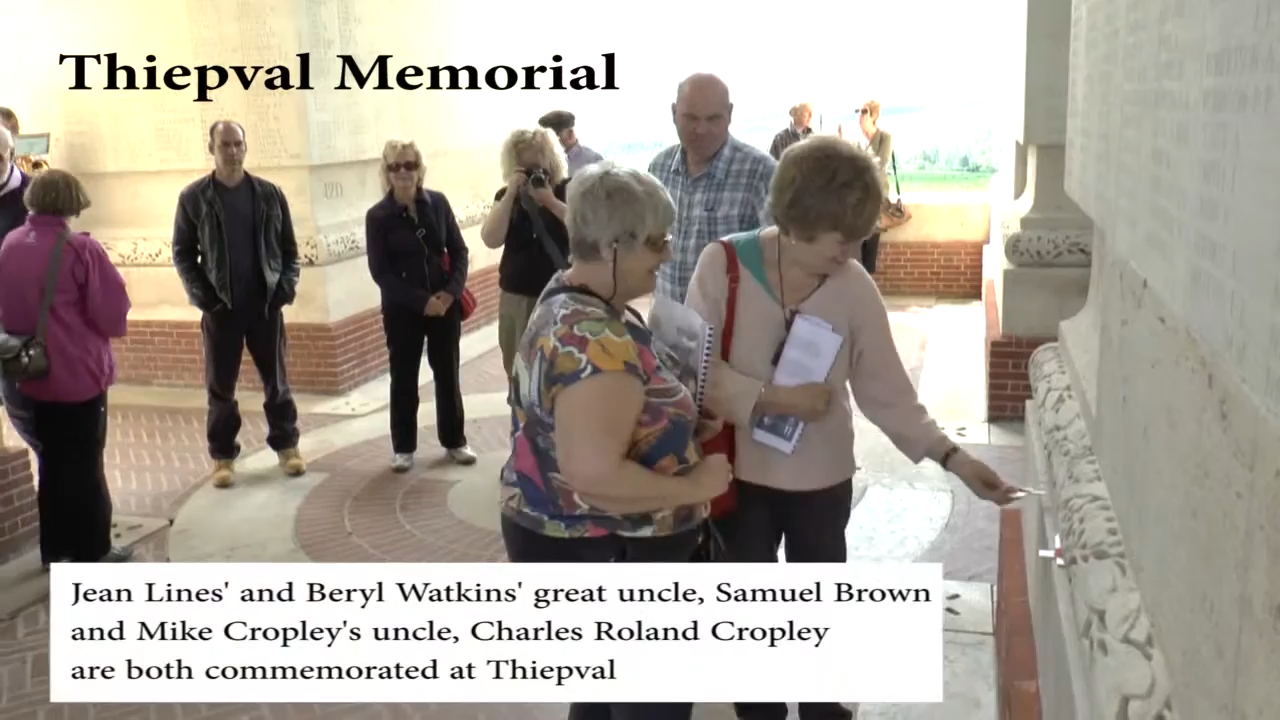 Thiepval Memorial
Jean Lines' and Beryl Watkins' great uncle, Samuel Brown
and Mike Cropley's uncle, Charles Roland Cropley
are both commemorated at Thiepval